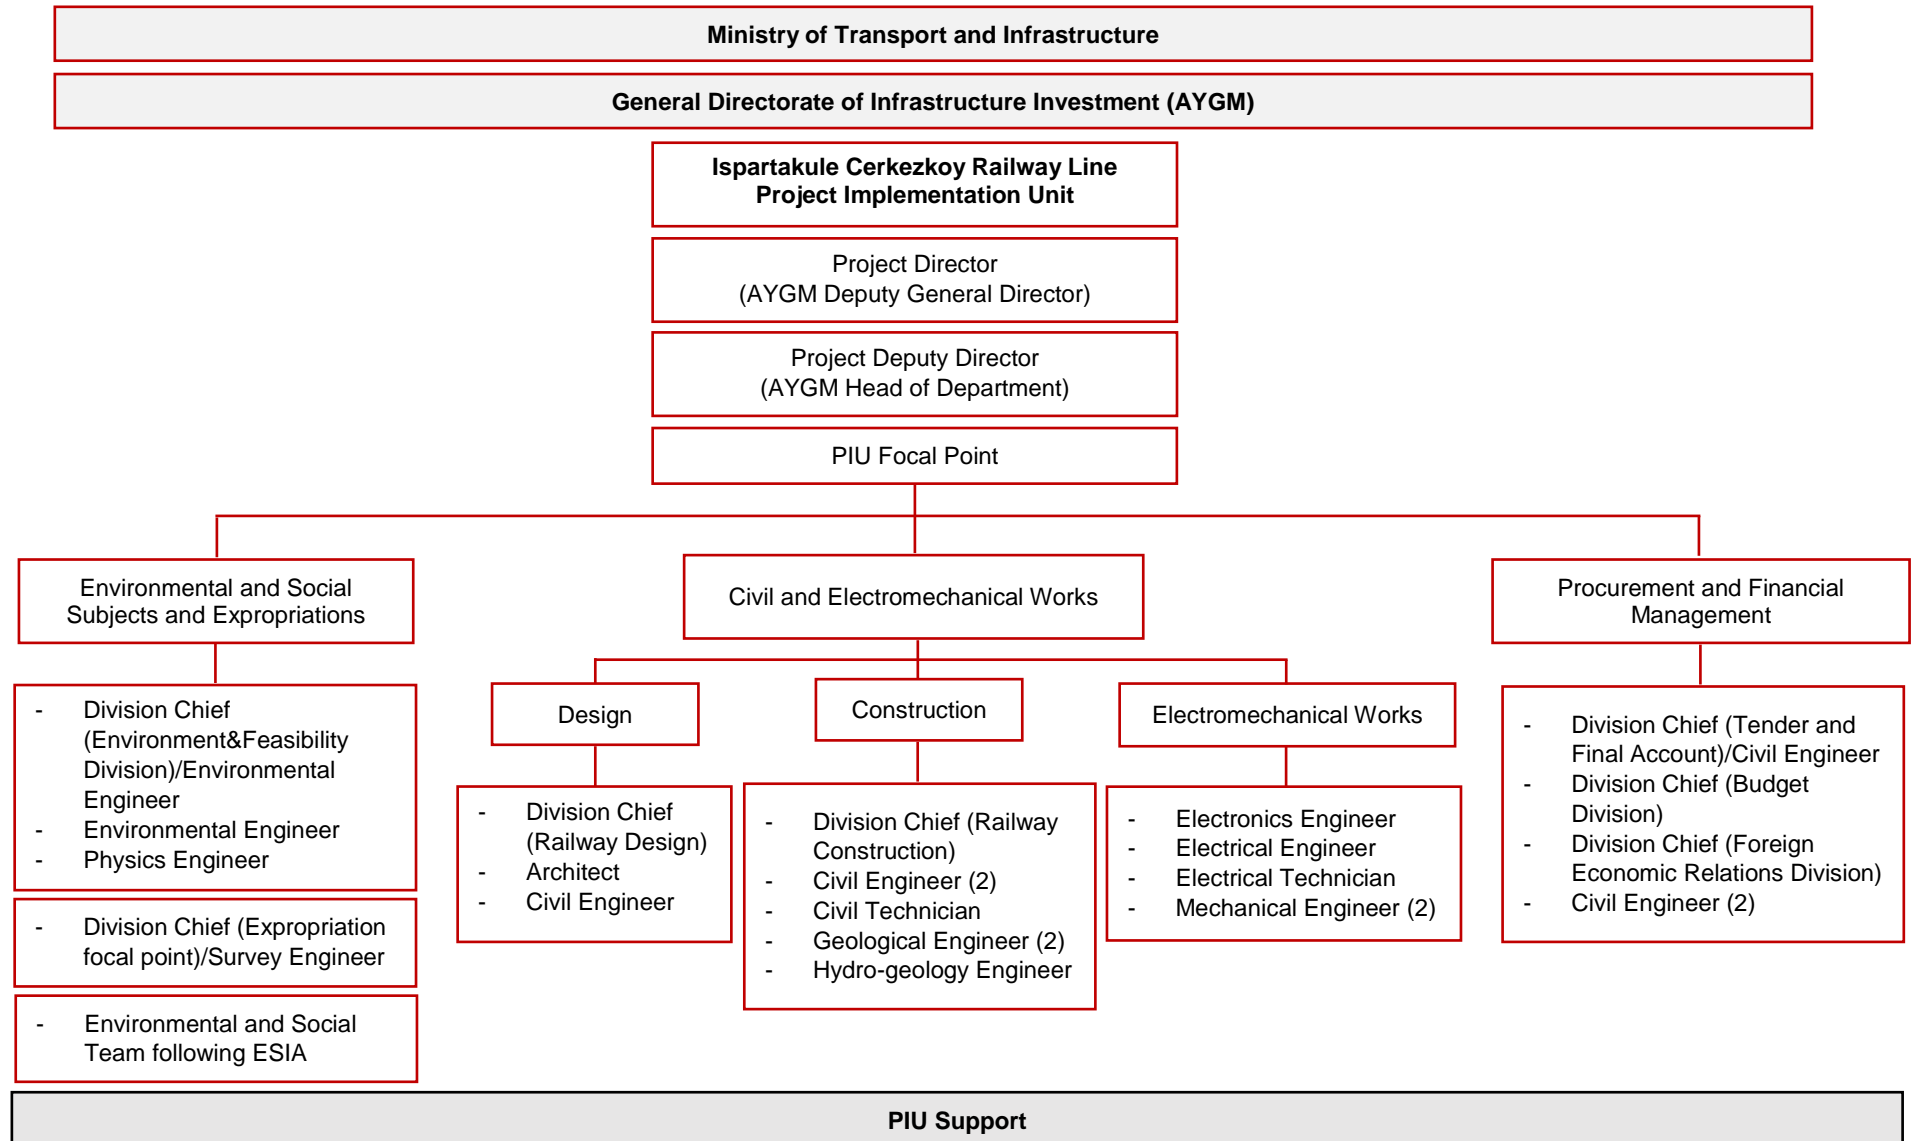 Ministry of Transport and Infrastructure
General Directorate of Infrastructure Investment (AYGM)
Ispartakule Cerkezkoy Railway Line
Project Implementation Unit
Project Director
(AYGM Deputy General Director)
Project Deputy Director
(AYGM Head of Department)
PIU Focal Point
Environmental and Social
Subjects and Expropriations
Civil and Electromechanical Works
Procurement and Financial
Management
- Division Chief
(Environment&Feasibility
Division)/Environmental
Engineer
- Environmental Engineer
- Physics Engineer
- Division Chief (Expropriation
focal point)/Survey Engineer
- Environmental and Social
Team following ESIA
Design
- Division Chief
(Railway Design)
- Architect
- Civil Engineer
Construction
- Division Chief (Railway
Construction)
- Civil Engineer (2)
- Civil Technician
- Geological Engineer (2)
- Hydro-geology Engineer
Electromechanical Works
- Electronics Engineer
- Electrical Engineer
- Electrical Technician
- Mechanical Engineer (2)
- Division Chief (Tender and
Final Account)/Civil Engineer
- Division Chief (Budget
Division)
- Division Chief (Foreign
Economic Relations Division)
- Civil Engineer (2)
PIU Support